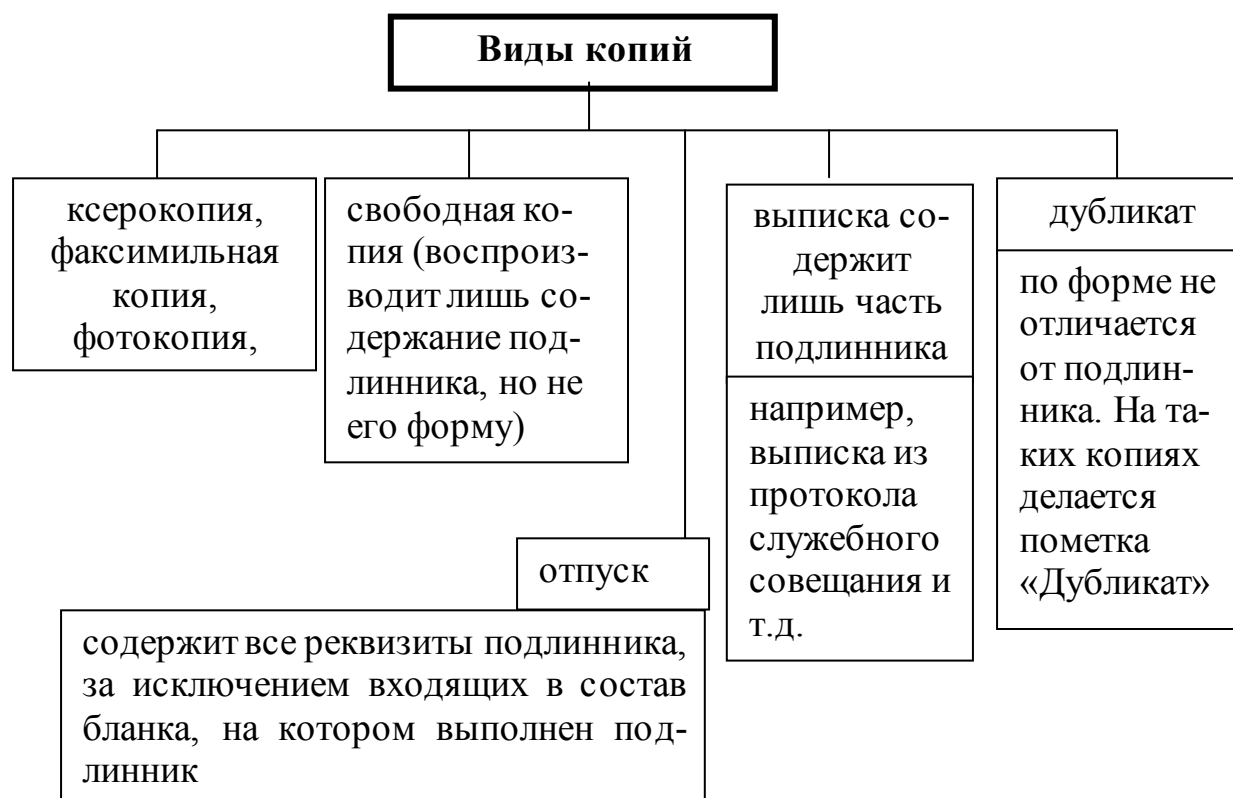 Виды копий
ксерокопия,
факсимильная
копия,
фотокопия,
свободная ко-
пия (воспроиз-
водит лишь со-
держание под-
линника, но не
его форму)
отпуск
содержит все реквизиты подлинника,
за исключением входящих в состав
бланка, на котором выполнен под-
линник
выписка со-
держит
лишь часть
подлинника
например,
выписка из
протокола
служебного
совещания и
т.д.
дубликат
по форме не
отличается
от подлин-
ника. На та-
ких копиях
делается
пометка
«Дубликат»